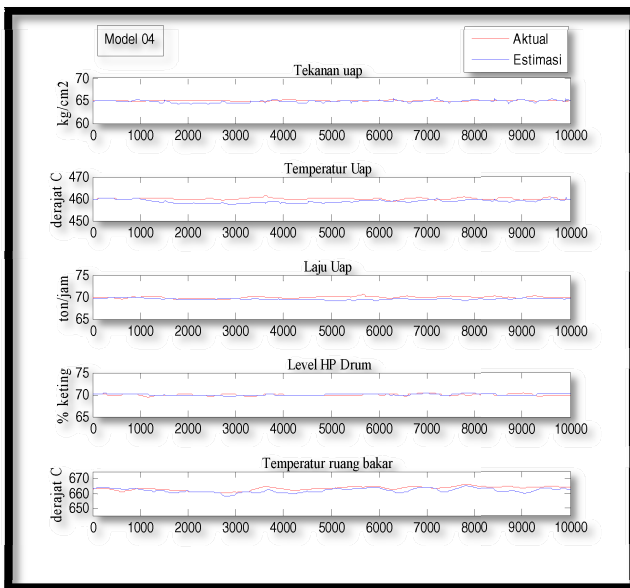 Model 04
Aktual
Estimasi
Tekanan uap
kg/cm2
70
65
60
0 1000 2000 3000 4000 5000 6000 7000 8000 9000 10000
Temperatur Uap
derajat C
470
460
450
0 1000 2000 3000 4000 5000 6000 7000 8000 9000 10000
Laju Uap
ton/jam
75
70
65
0 1000 2000 3000 4000 5000 6000 7000 8000 9000 10000
Level HP Drum
% keting
75
70
65
0 1000 2000 3000 4000 5000 6000 7000 8000 9000 10000
Temperatur ruang bakar
derajat C
670
660
650
0 1000 2000 3000 4000 5000 6000 7000 8000 9000 10000